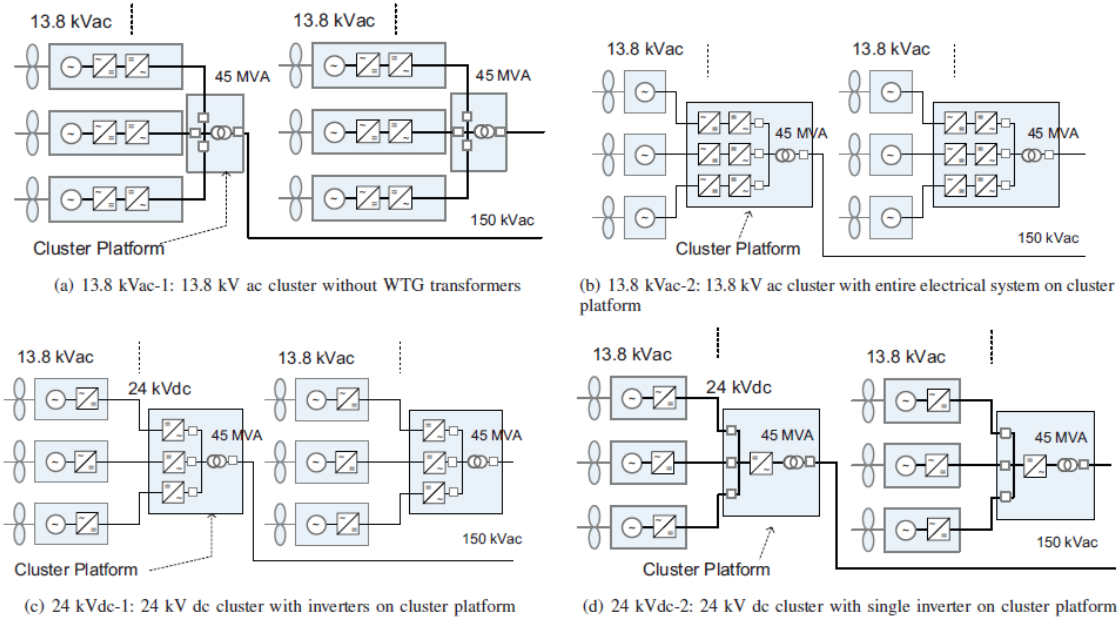 13.8 kVac
13.8 kVac
45 MVA
45 MVA
150 kVac
Cluster Platform
(a) 13.8 kVac-1: 13.8 kV ac cluster without WTG transformers
13.8 kVac
13.8 kVac
45 MVA
45 MVA
Cluster Platform
150 kVac
(b) 13.8 kVac-2: 13.8 kV ac cluster with entire electrical system on cluster
platform
13.8 kVac
13.8 kVac
24 kVdc
45 MVA
45 MVA
150 kVac
Cluster Platform
(c) 24 kVdc-1: 24 kV dc cluster with inverters on cluster platform
13.8 kVac
13.8 kVac
24 kVdc
45 MVA
45 MVA
150 kVac
Cluster Platform
(d) 24 kVdc-2: 24 kV dc cluster with single inverter on cluster platform